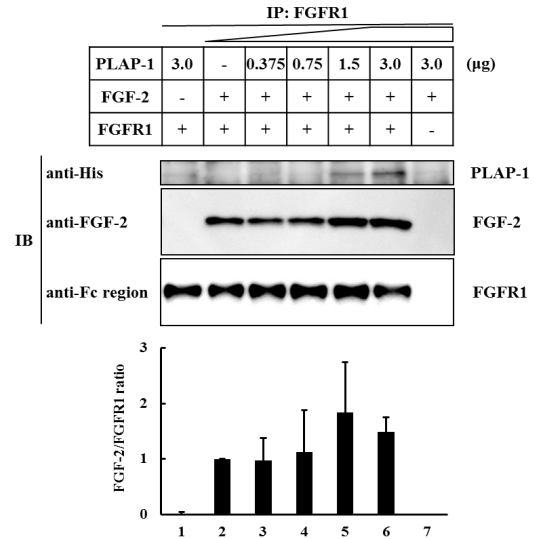 IP: FGFR1
PLAP-1 3.0 - 0.375 0.75 1.5 3.0 3.0 (μg)
FGF-2 - + + + + + +
FGFR1 + + + + + + -
anti-His PLAP-1
IB anti-FGF-2 FGF-2
anti-Fc region FGFR1
FGF-2/FGFR1 ratio
3
2
1
0
1 2 3 4 5 6 7